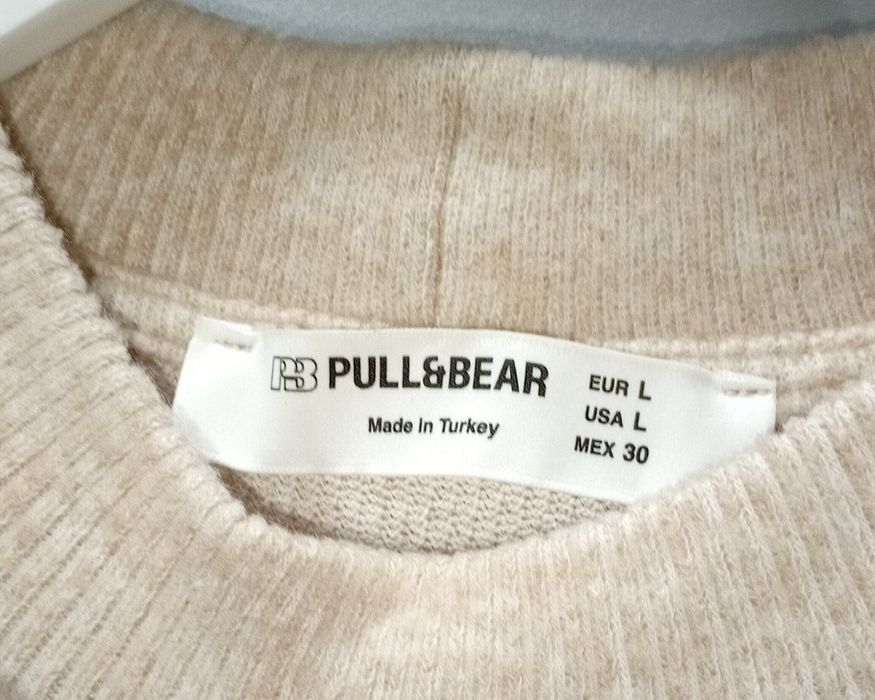 PB PULL&BEAR
Made in Turkey
EUR L
USA L
MEX 30